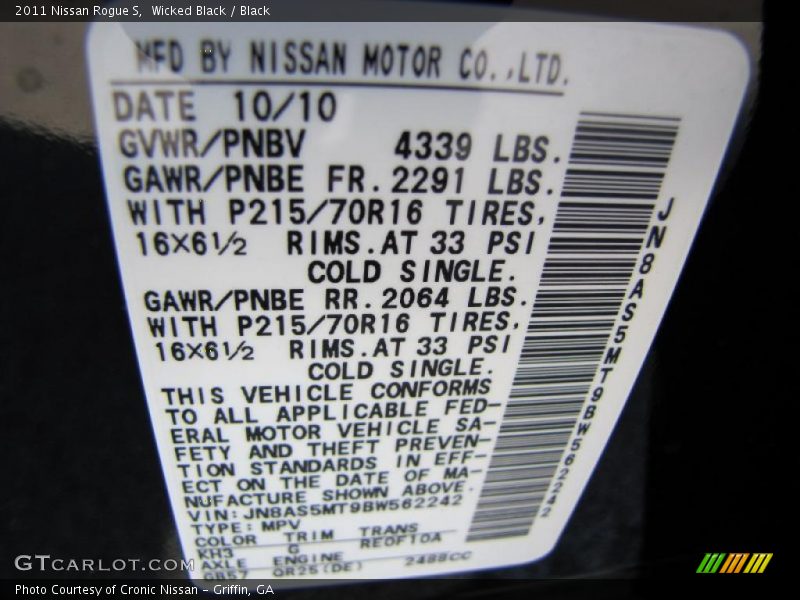 2011 Nissan Rogue S, Wicked Black / Black
MFD BY NISSAN MOTOR CO.,LTD.
DATE 10/10
GVWR/PNBV 4339 LBS.
GAWR/PNBE FR.2291 LBS.
WITH P215/70R16 TIRES,
16X6½ RIMS.AT 33 PSI
COLD SINGLE.
GAWR/PNBE RR.2064 LBS.
WITH P215/70R16 TIRES,
16X6½ RIMS.AT 33 PSI
COLD SINGLE.
THIS VEHICLE CONFORMS
TO ALL APPLICABLE FED-
ERAL MOTOR VEHICLE SA-
FETY AND THEFT PREVEN-
TION STANDARDS IN EFF-
ECT ON THE DATE OF MA-
NUFACTURE SHOWN ABOVE.
VIN:JN8AS5MT9BW562242
TYPE:MPV
COLOR TRIM TRANS
KH3 G RE0F10A
AXLE ENGINE
GB57 QR25(DE) 2488CC
JN8AS5MT9BW562242
GTCARLOT.COM
Photo Courtesy of Cronic Nissan - Griffin, GA